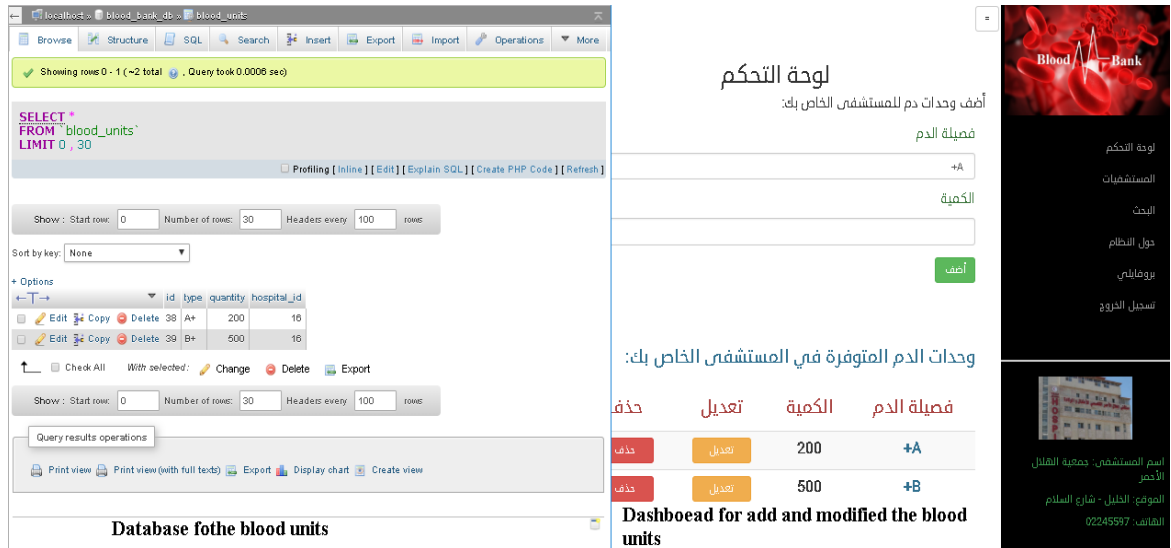 localhost » blood_bank_db » blood_units
Browse Structure SQL Search Insert Export Import Operations More
Showing rows 0 - 1 ( ~2 total , Query took 0.0006 sec)
SELECT *
FROM `blood_units`
LIMIT 0 , 30
Profiling [ Inline ] [ Edit ] [ Explain SQL ] [ Create PHP Code ] [ Refresh ]
Show : Start row: 0 Number of rows: 30 Headers every 100 rows
Sort by key: None
+ Options
←T→ id type quantity hospital_id
Edit Copy Delete 38 A+ 200 16
Edit Copy Delete 39 B+ 500 16
Check All With selected: Change Delete Export
Show : Start row: 0 Number of rows: 30 Headers every 100 rows
Query results operations
Print view Print view (with full texts) Export Display chart Create view
Database fothe blood units
لوحة التحكم
أضف وحدات دم للمستشفى الخاص بك:
فصيلة الدم
+A
الكمية
أضف
وحدات الدم المتوفرة في المستشفى الخاص بك:
فصيلة الدم الكمية تعديل حذف
+A 200 تعديل حذف
+B 500 تعديل حذف
Dashboead for add and modified the blood
units
Blood Bank
لوحة التحكم
المستشفيات
البحث
حول النظام
بروفايلي
تسجيل الخروج
اسم المستشفى: جمعية الهلال
الأحمر
الموقع: الخليل - شارع السلام
الهاتف: 02245597